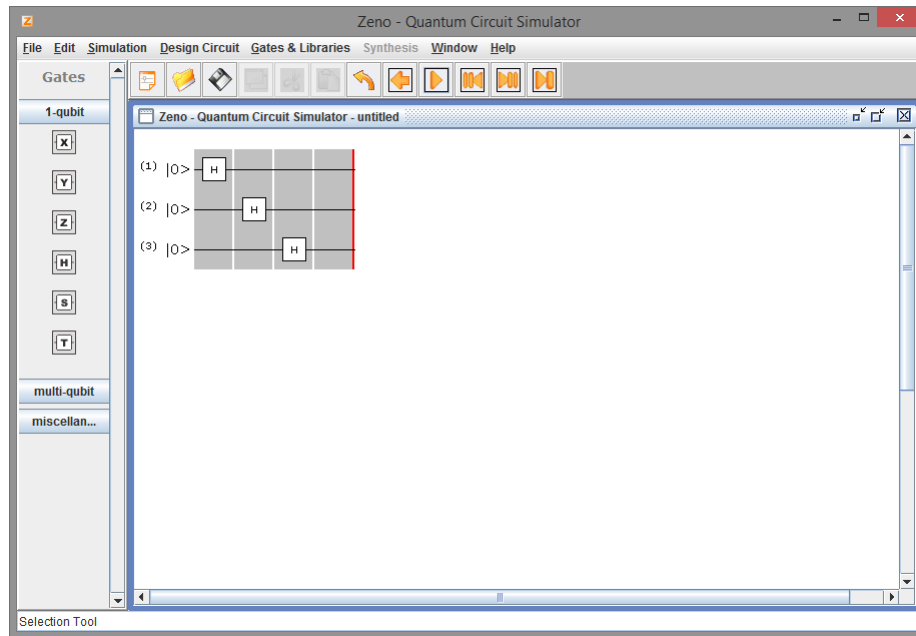 Z Zeno - Quantum Circuit Simulator
File Edit Simulation Design Circuit Gates & Libraries Synthesis Window Help
Gates
1-qubit
X
Y
Z
H
S
T
multi-qubit
miscellan...
Zeno - Quantum Circuit Simulator - untitled
(1) |0> H
(2) |0> H
(3) |0> H
Selection Tool